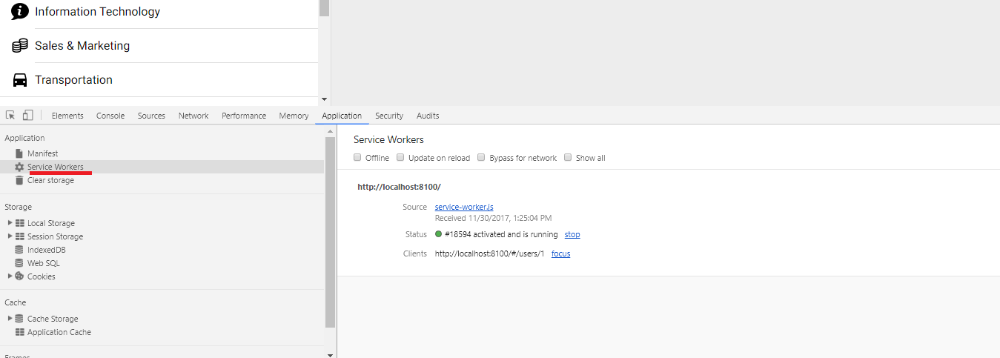 Information Technology
Sales & Marketing
Transportation
Elements Console Sources Network Performance Memory Application Security Audits
Application
Manifest
Service Workers
Clear storage
Storage
Local Storage
Session Storage
IndexedDB
Web SQL
Cookies
Cache
Cache Storage
Application Cache
Frames
Service Workers
Offline Update on reload Bypass for network Show all
http://localhost:8100/
Source service-worker.js
Received 11/30/2017, 1:25:04 PM
Status #18594 activated and is running stop
Clients http://localhost:8100/#/users/1 focus